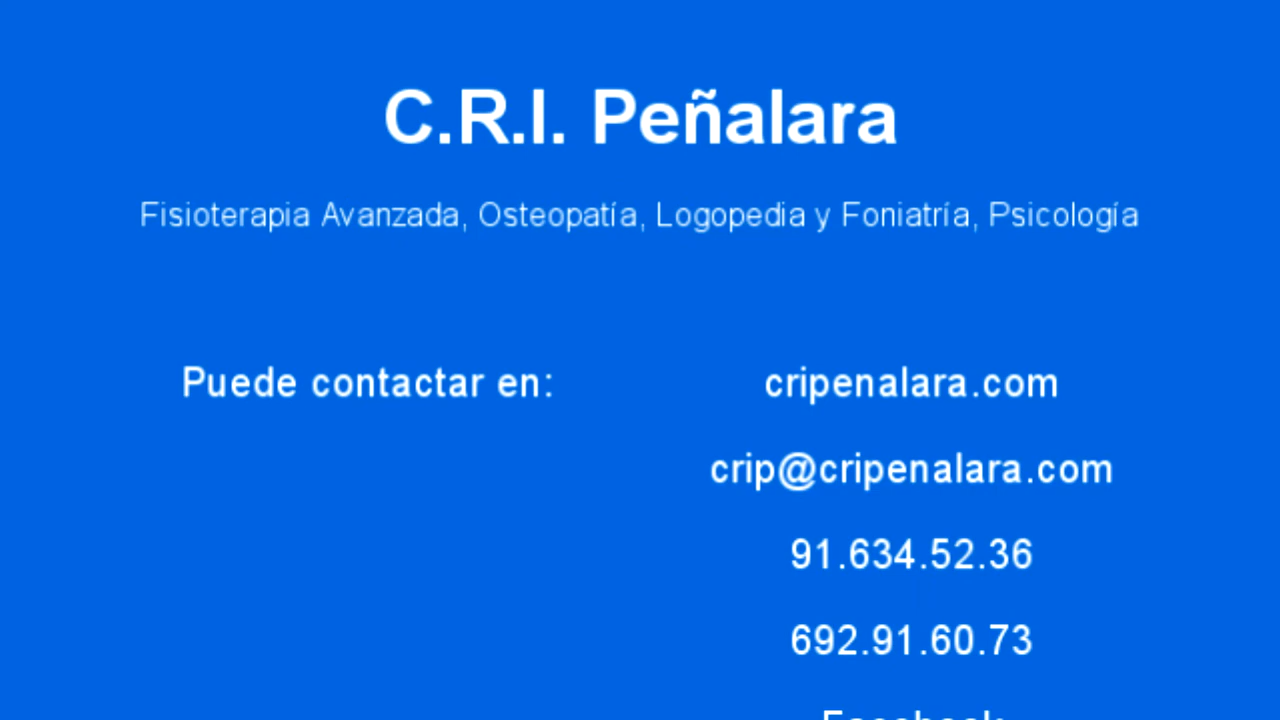 C.R.I. Peñalara
Fisioterapia Avanzada, Osteopatía, Logopedia y Foniatría, Psicología
Puede contactar en: cripenalara.com
crip@cripenalara.com
91.634.52.36
692.91.60.73
Facebook